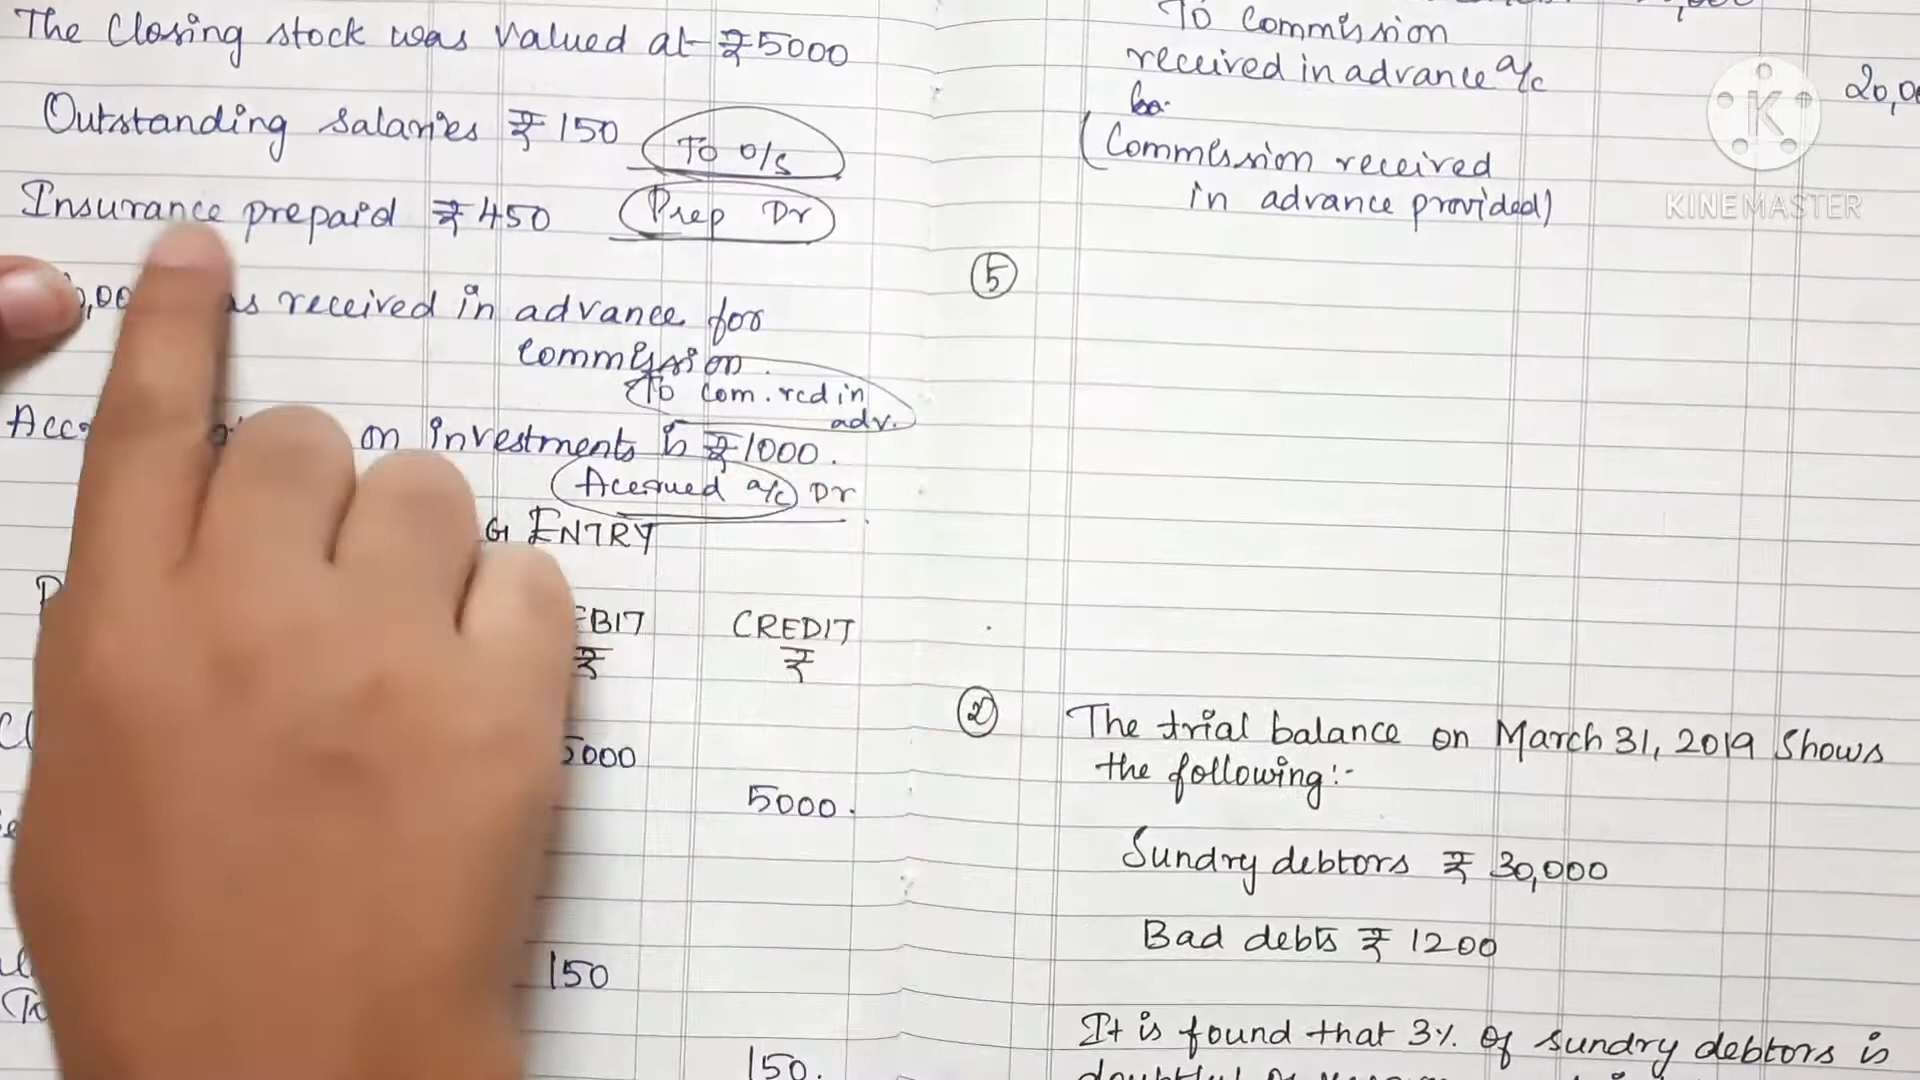 The Closing stock was valued at ₹5000
Outstanding salaries ₹150 To o/s
Insurance prepaid ₹450 Prep Dr
received in advance for
commission.
To com. rcd in
adv.
on investments is ₹1000.
Accrued a/c Dr
ENTRY
CREDIT
₹ ₹
5000
5000.
150
To
150.
To Commission
received in advance a/c
(Commission received
in advance provided)
KINEMASTER
5
2 The trial balance on March 31, 2019 Shows
the following:-
Sundry debtors ₹ 30,000
Bad debts ₹ 1200
It is found that 3% of sundry debtors is